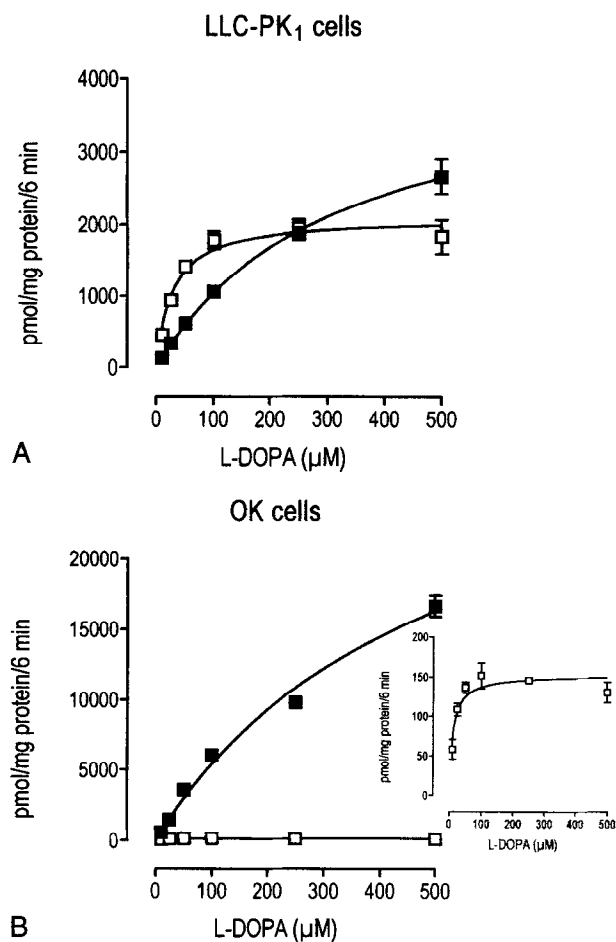 LLC-PK1 cells
4000
3000
2000
1000
0
pmol/mg protein/6 min
0 100 200 300 400 500
L-DOPA (µM)
A
OK cells
20000
15000
10000
5000
0
pmol/mg protein/6 min
0 100 200 300 400 500
L-DOPA (µM)
200
150
100
50
0
pmol/mg protein/6 min
0 100 200 300 400 500
L-DOPA (µM)
B